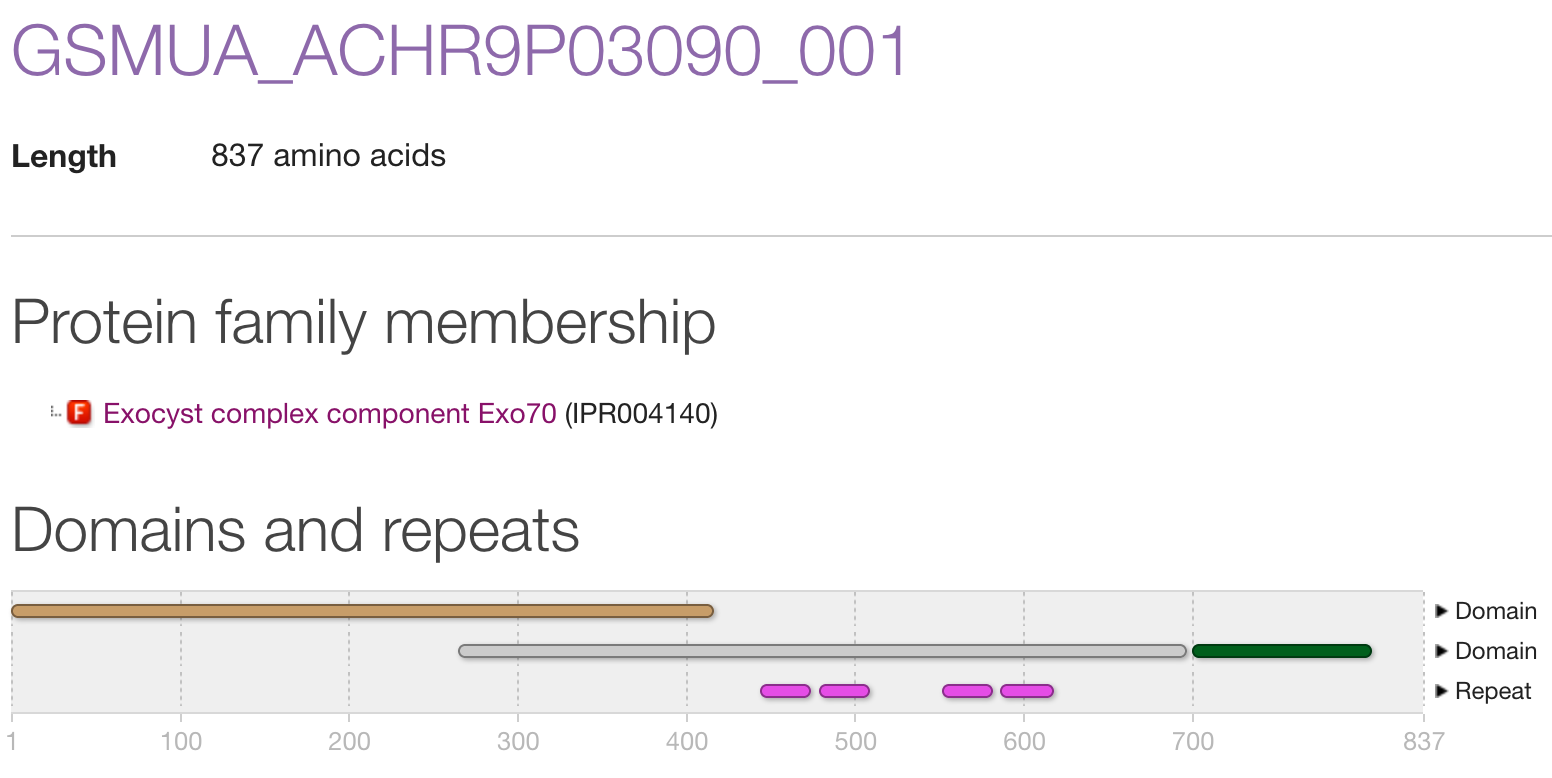 GSMUA_ACHR9P03090_001
Length 837 amino acids
Protein family membership
F Exocyst complex component Exo70 (IPR004140)
Domains and repeats
Domain
Domain
Repeat
1 100 200 300 400 500 600 700 837